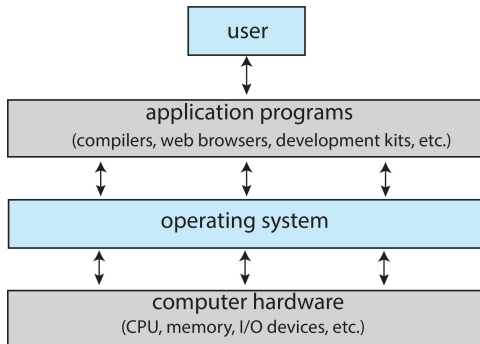 user
application programs
(compilers, web browsers, development kits, etc.)
operating system
computer hardware
(CPU, memory, I/O devices, etc.)